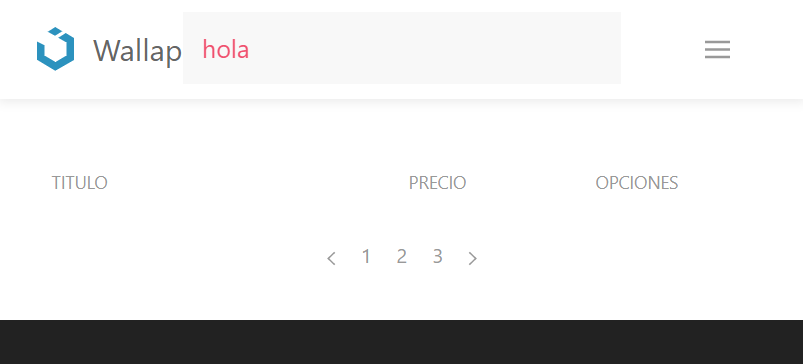 Wallap hola
TITULO PRECIO OPCIONES
1 2 3